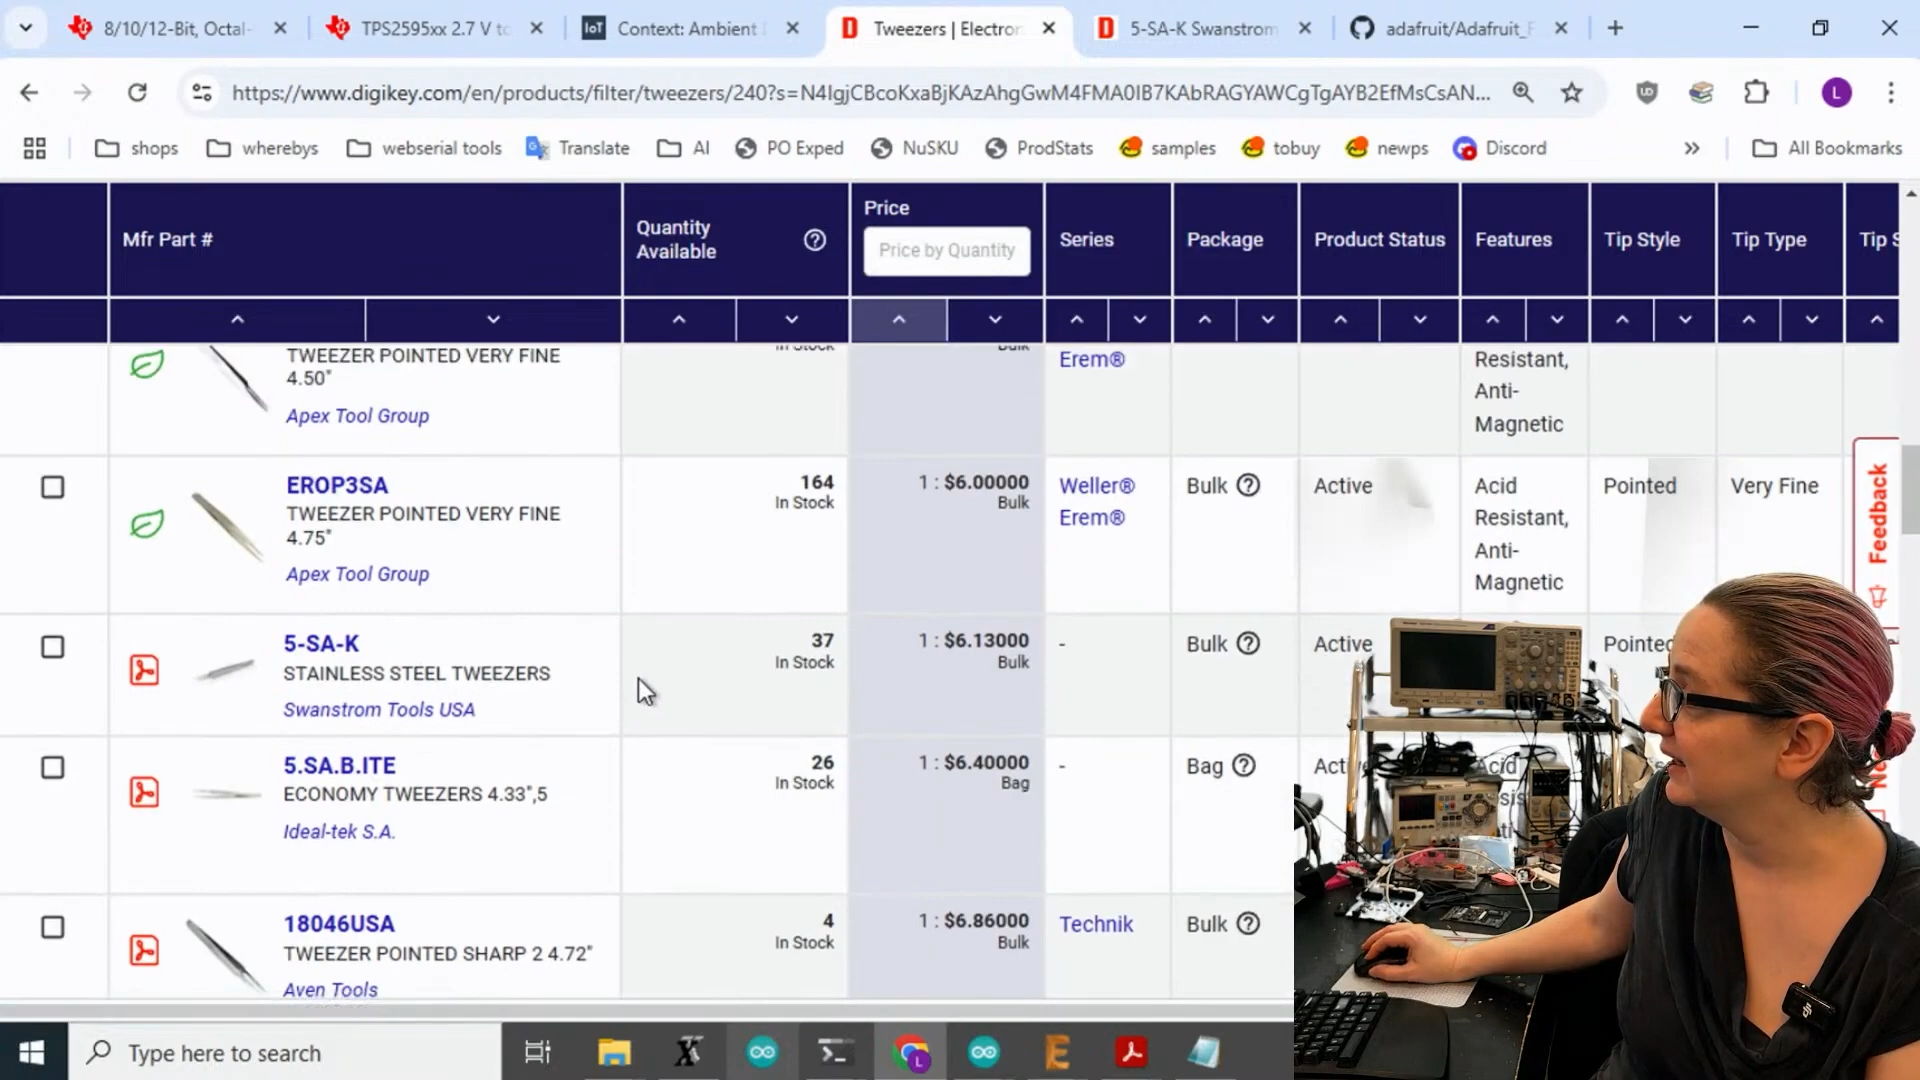 8/10/12-Bit, Octal-
TPS2595xx 2.7 V to
IoT
Context: Ambient
Tweezers | Electron
5-SA-K Swanstrom
adafruit/Adafruit_
https://www.digikey.com/en/products/filter/tweezers/240?s=N4IgjCBcoKxaBjKAzAhgGwM4FMA0IB7KAbRAGYAWCgTgAYB2EfMsCsAN...
L
shops
wherebys
webserial tools
Translate
AI
PO Exped
NuSKU
ProdStats
samples
tobuy
newps
Discord
All Bookmarks
Mfr Part #
Quantity
Available
Price
Price by Quantity
Series
Package
Product Status
Features
Tip Style
Tip Type
Tip S
TWEEZER POINTED VERY FINE
4.50"
Apex Tool Group
In Stock
Bulk
Erem®
Resistant,
Anti-
Magnetic
EROP3SA
TWEEZER POINTED VERY FINE
4.75"
Apex Tool Group
164
In Stock
1 : $6.00000
Bulk
Weller®
Erem®
Bulk
Active
Acid
Resistant,
Anti-
Magnetic
Pointed
Very Fine
5-SA-K
STAINLESS STEEL TWEEZERS
Swanstrom Tools USA
37
In Stock
1 : $6.13000
Bulk
-
Bulk
Active
Pointed
5.SA.B.ITE
ECONOMY TWEEZERS 4.33",5
Ideal-tek S.A.
26
In Stock
1 : $6.40000
Bag
-
Bag
Acid
18046USA
TWEEZER POINTED SHARP 2 4.72"
Aven Tools
4
In Stock
1 : $6.86000
Bulk
Technik
Bulk
Feedback
Type here to search